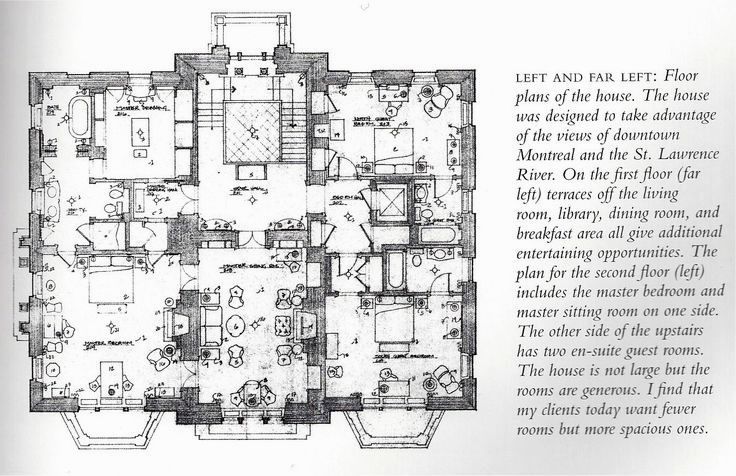 LEFT AND FAR LEFT: Floor
plans of the house. The house
was designed to take advantage
of the views of downtown
Montreal and the St. Lawrence
River. On the first floor (far
left) terraces off the living
room, library, dining room, and
breakfast area all give additional
entertaining opportunities. The
plan for the second floor (left)
includes the master bedroom and
master sitting room on one side.
The other side of the upstairs
has two en-suite guest rooms.
The house is not large but the
rooms are generous. I find that
my clients today want fewer
rooms but more spacious ones.
MASTER BEDROOM